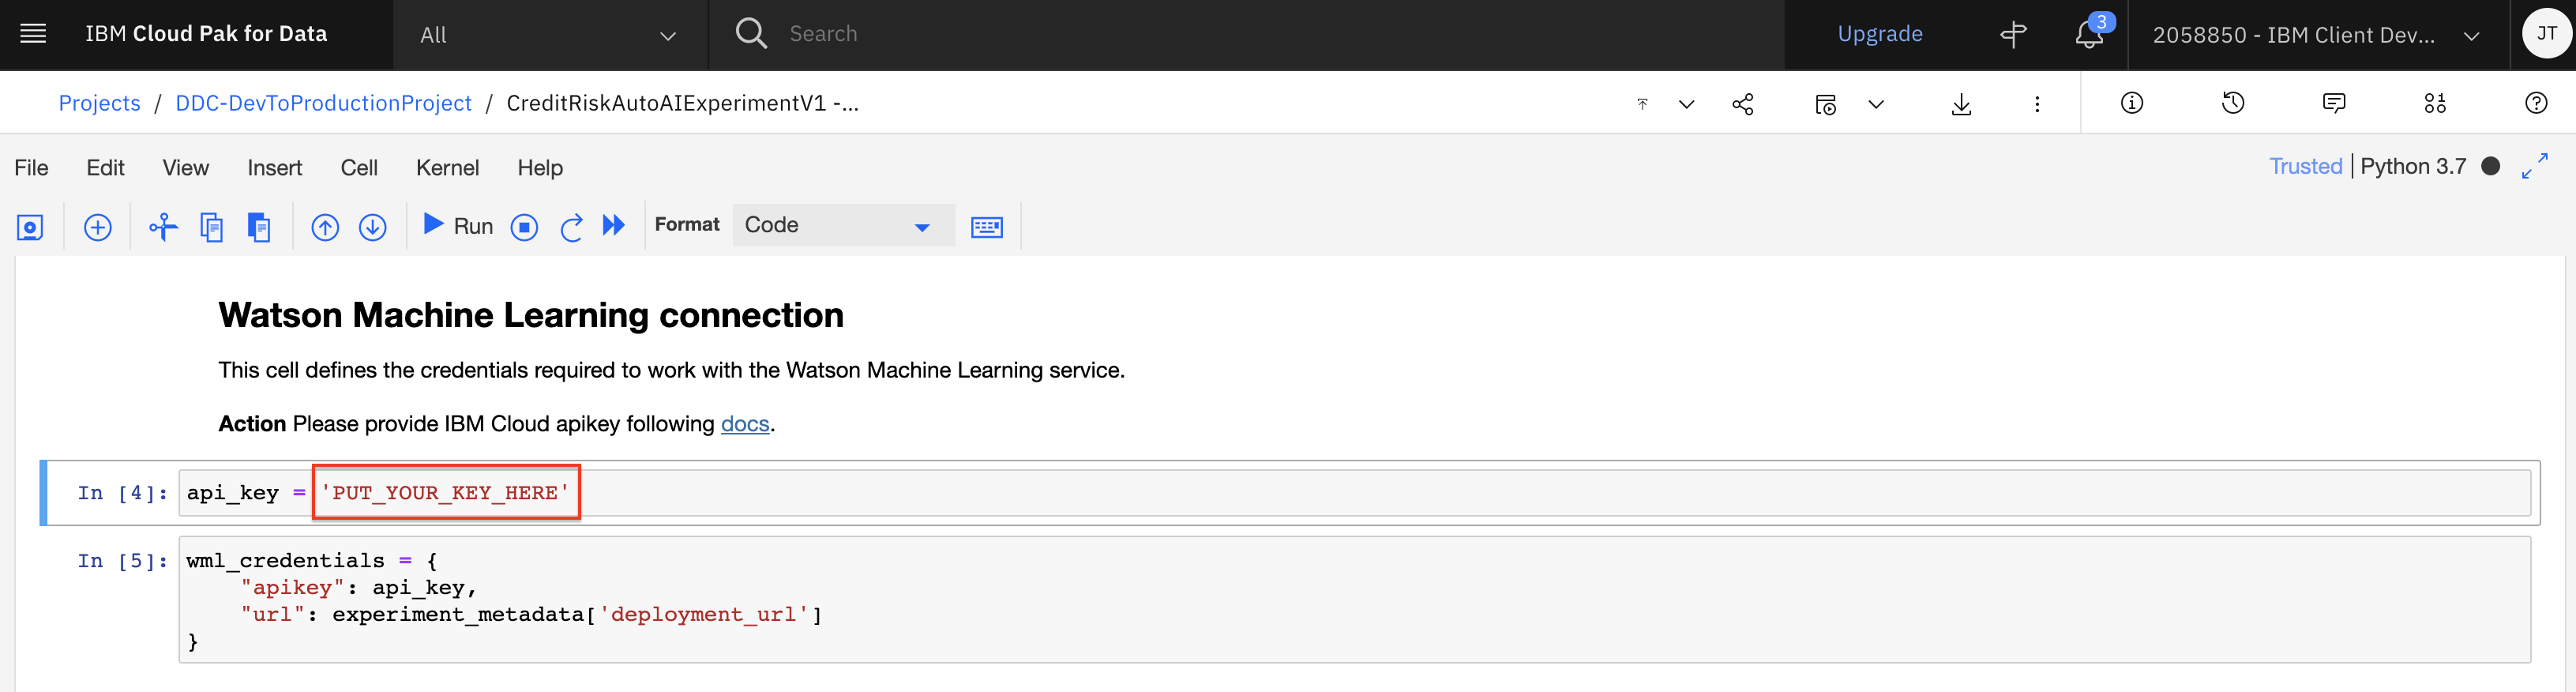 IBM Cloud Pak for Data
All
Search
Upgrade
3
2058850 - IBM Client Dev...
JT
Projects / DDC-DevToProductionProject / CreditRiskAutoAIExperimentV1 -...
File Edit View Insert Cell Kernel Help
Trusted | Python 3.7
Run
Format
Code
Watson Machine Learning connection
This cell defines the credentials required to work with the Watson Machine Learning service.
Action Please provide IBM Cloud apikey following docs.
In [4]: api_key = 'PUT_YOUR_KEY_HERE'
In [5]: wml_credentials = {
"apikey": api_key,
"url": experiment_metadata['deployment_url']
}